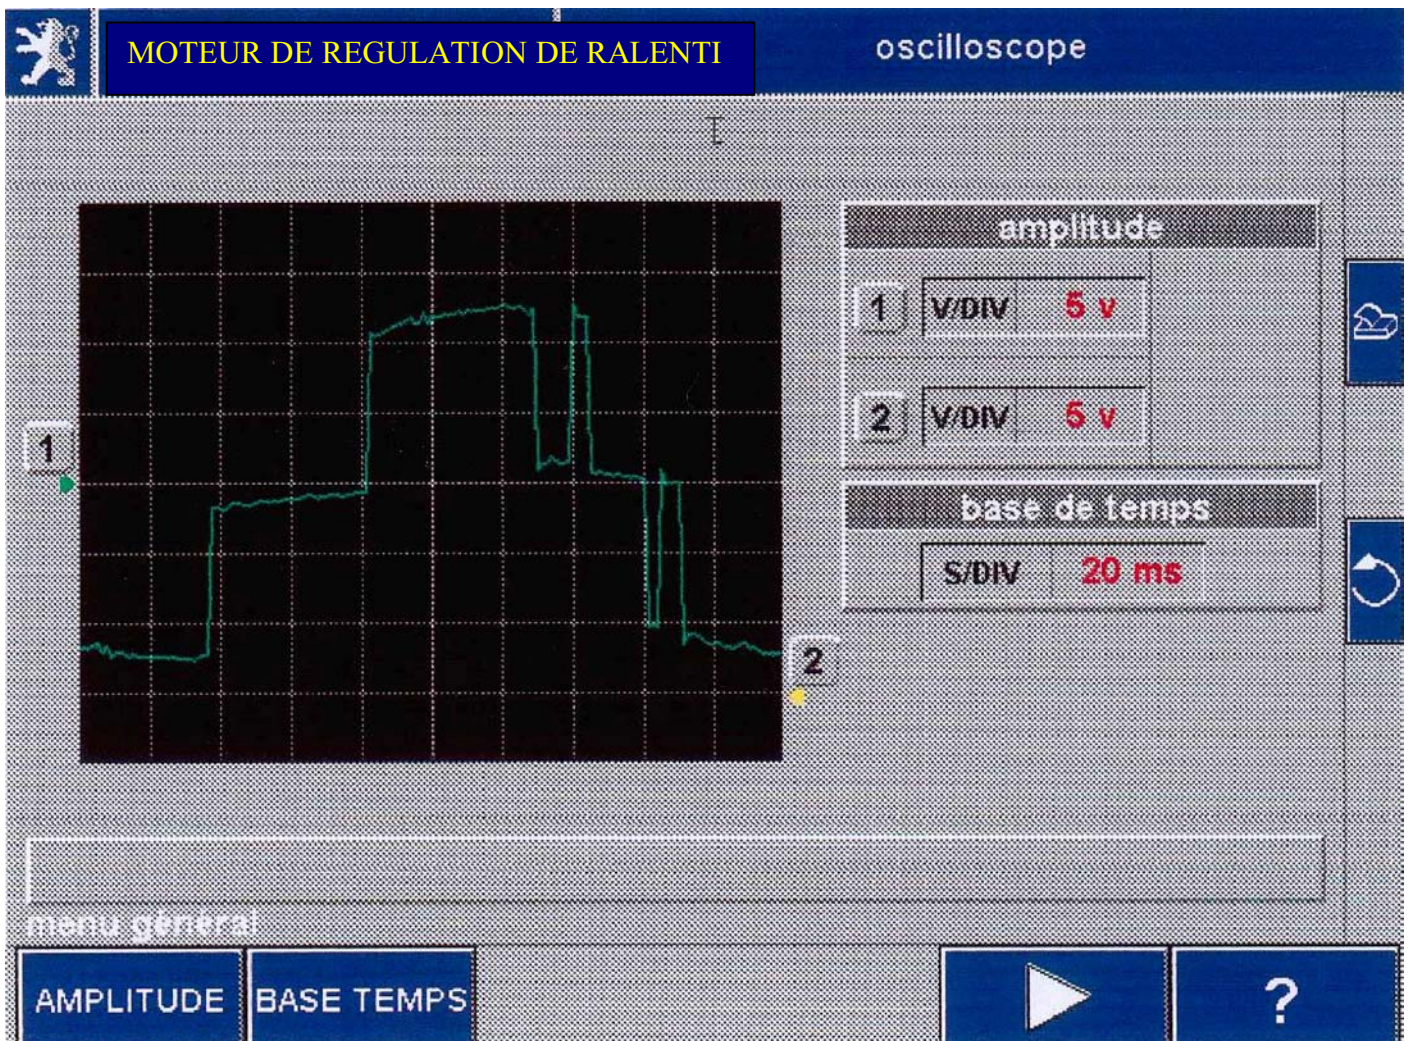 MOTEUR DE REGULATION DE RALENTI
oscilloscope
amplitude
1 V/DIV 5 v
2 V/DIV 5 v
1
base de temps
S/DIV 20 ms
2
menu général
AMPLITUDE
BASE TEMPS
?